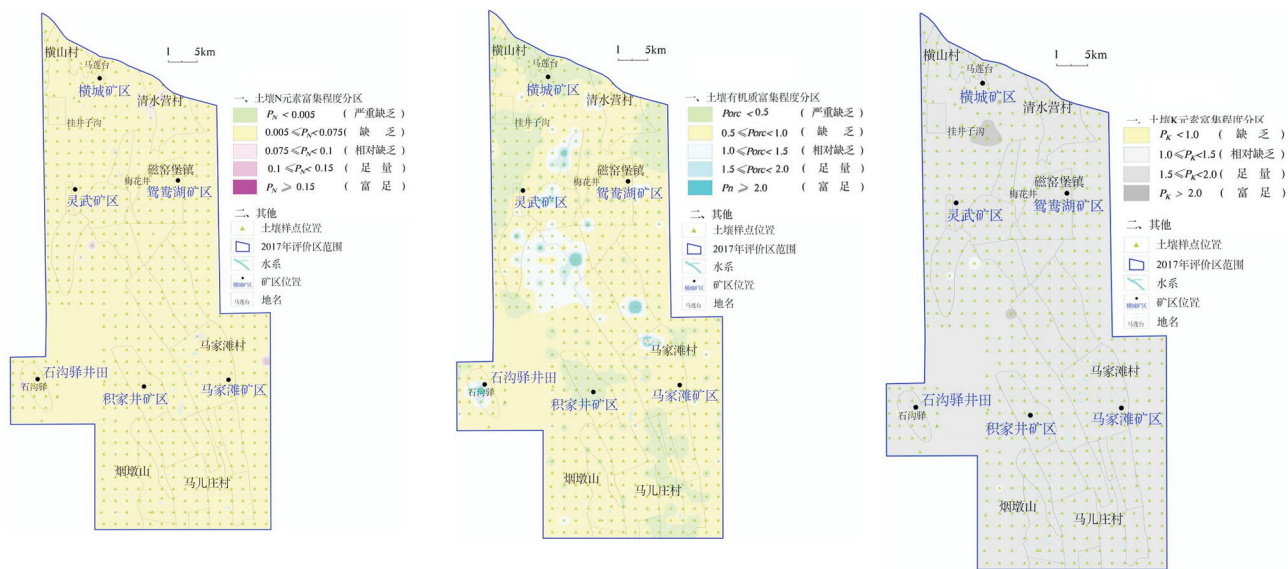 横山村
马莲台
横城矿区
清水营村
挂井子沟
磁窑堡镇
梅花井
灵武矿区
鸳鸯湖矿区
马家滩村
石沟驿井田
石沟驿
积家井矿区
马家滩矿区
烟墩山
马儿庄村
5km
一、土壤N元素富集程度分区
P_N < 0.005 ( 严重缺乏 )
0.005 ⩽P_N<0.075 ( 缺 乏 )
0.075 ⩽P_N< 0.1 ( 相对缺乏 )
0.1 ⩽P_N< 0.15 ( 足 量 )
P_N ⩾ 0.15 ( 富 足 )
二、其他
土壤样点位置
2017年评价区范围
水系
横城矿区 矿区位置
马莲台 地名
横山村
马莲台
横城矿区
清水营村
挂井子沟
磁窑堡镇
梅花井
灵武矿区
鸳鸯湖矿区
马家滩村
石沟驿井田
石沟驿
积家井矿区
马家滩矿区
烟墩山
马儿庄村
5km
一、土壤有机质富集程度分区
Porc < 0.5 ( 严重缺乏 )
0.5 ⩽Porc< 1.0 ( 缺 乏 )
1.0 ⩽Porc< 1.5 ( 相对缺乏 )
1.5 ⩽Porc< 2.0 ( 足 量 )
Pn ⩾ 2.0 ( 富 足 )
二、其他
土壤样点位置
2017年评价区范围
水系
横城矿区 矿区位置
马莲台 地名
横山村
马莲台
横城矿区
清水营村
挂井子沟
磁窑堡镇
梅花井
灵武矿区
鸳鸯湖矿区
马家滩村
石沟驿井田
石沟驿
积家井矿区
马家滩矿区
烟墩山
马儿庄村
5km
一、土壤K元素富集程度分区
P_K < 1.0 ( 缺 乏 )
1.0 ⩽P_K<1.5 ( 相对缺乏 )
1.5 ⩽P_K<2.0 ( 足 量 )
P_K > 2.0 ( 富 足 )
二、其他
土壤样点位置
2017年评价区范围
水系
横城矿区 矿区位置
马莲台 地名